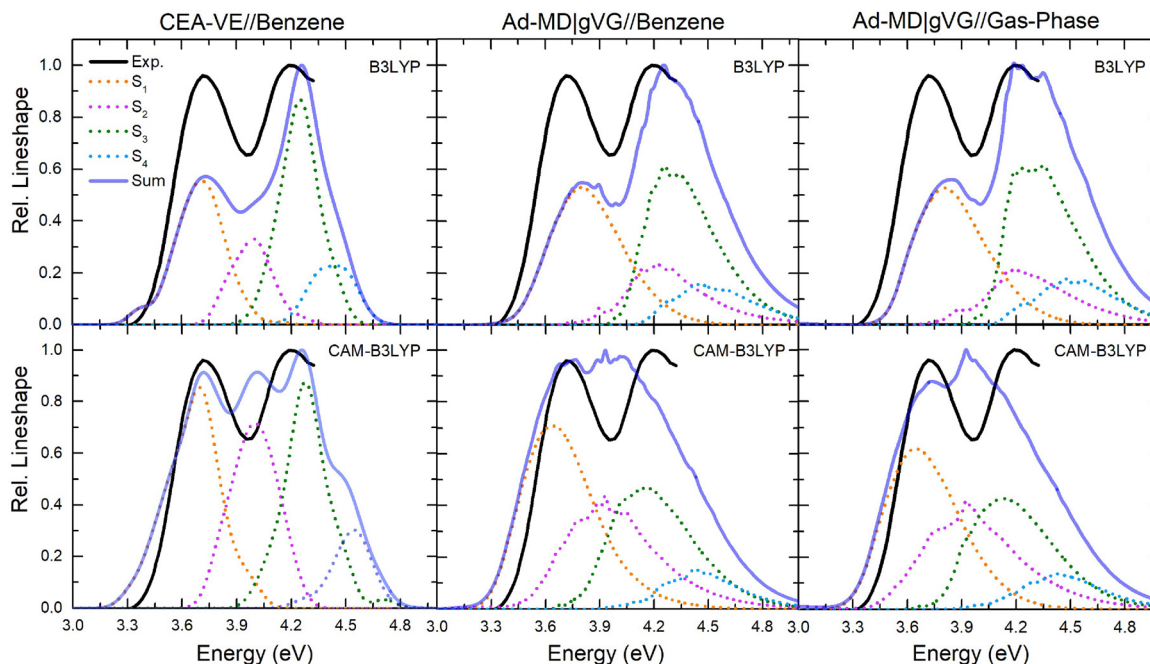 CEA-VE//Benzene
Ad-MD|gVG//Benzene
Ad-MD|gVG//Gas-Phase
Rel. Lineshape
1.0
0.8
0.6
0.4
0.2
0.0
Exp.
S₁
S₂
S₃
S₄
Sum
B3LYP
B3LYP
B3LYP
Rel. Lineshape
1.0
0.8
0.6
0.4
0.2
0.0
CAM-B3LYP
CAM-B3LYP
CAM-B3LYP
3.0 3.3 3.6 3.9 4.2 4.5 4.8 3.0 3.3 3.6 3.9 4.2 4.5 4.8 3.0 3.3 3.6 3.9 4.2 4.5 4.8
Energy (eV) Energy (eV) Energy (eV)